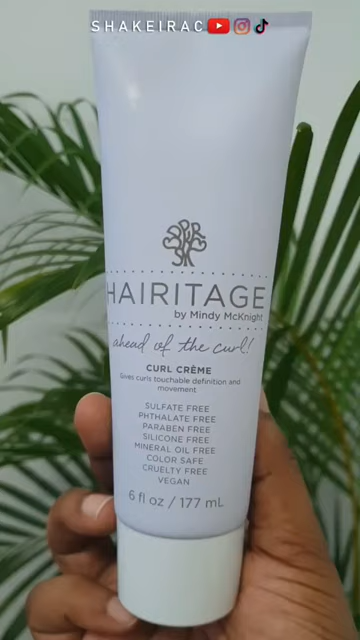 SHAKEIRAC
HAIRITAGE
by Mindy McKnight
ahead of the curl!
CURL CRÈME
Gives curls touchable definition and
movement
SULFATE FREE
PHTHALATE FREE
PARABEN FREE
SILICONE FREE
MINERAL OIL FREE
COLOR SAFE
CRUELTY FREE
VEGAN
6 fl oz / 177 mL